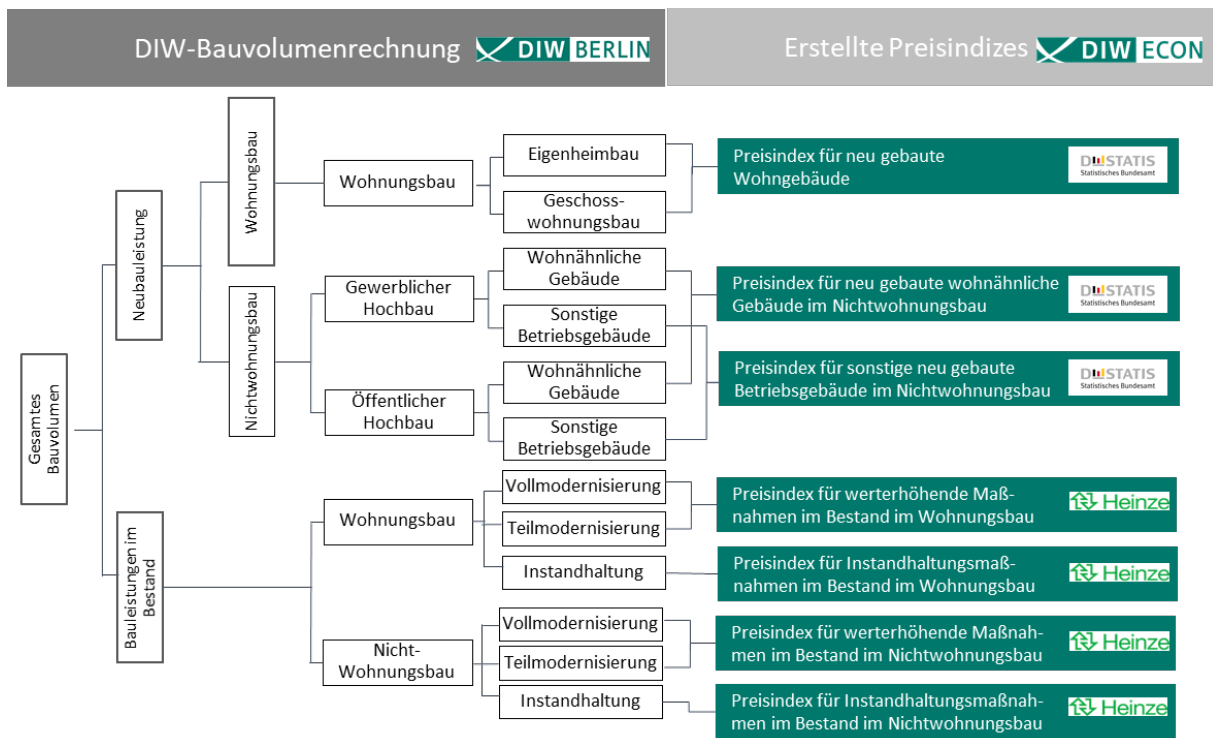 DIW-Bauvolumenrechnung
DIW BERLIN
Erstellte Preisindizes
DIW ECON
Gesamtes
Bauvolumen
Neubauleistung
Wohnungsbau
Wohnungsbau
Eigenheimbau
Geschoss-
wohnungsbau
Preisindex für neu gebaute
Wohngebäude
DESTATIS
Statistisches Bundesamt
Nichtwohnungsbau
Gewerblicher
Hochbau
Wohnähnliche
Gebäude
Sonstige
Betriebsgebäude
Preisindex für neu gebaute wohnähnliche
Gebäude im Nichtwohnungsbau
DESTATIS
Statistisches Bundesamt
Öffentlicher
Hochbau
Wohnähnliche
Gebäude
Sonstige
Betriebsgebäude
Preisindex für sonstige neu gebaute
Betriebsgebäude im Nichtwohnungsbau
DESTATIS
Statistisches Bundesamt
Bauleistungen im
Bestand
Wohnungsbau
Vollmodernisierung
Teilmodernisierung
Preisindex für werterhöhende Maß-
nahmen im Bestand im Wohnungsbau
Heinze
Instandhaltung
Preisindex für Instandhaltungsmaß-
nahmen im Bestand im Wohnungsbau
Heinze
Nicht-
Wohnungsbau
Vollmodernisierung
Teilmodernisierung
Preisindex für werterhöhende Maßnah-
men im Bestand im Nichtwohnungsbau
Heinze
Instandhaltung
Preisindex für Instandhaltungsmaßnah-
men im Bestand im Nichtwohnungsbau
Heinze